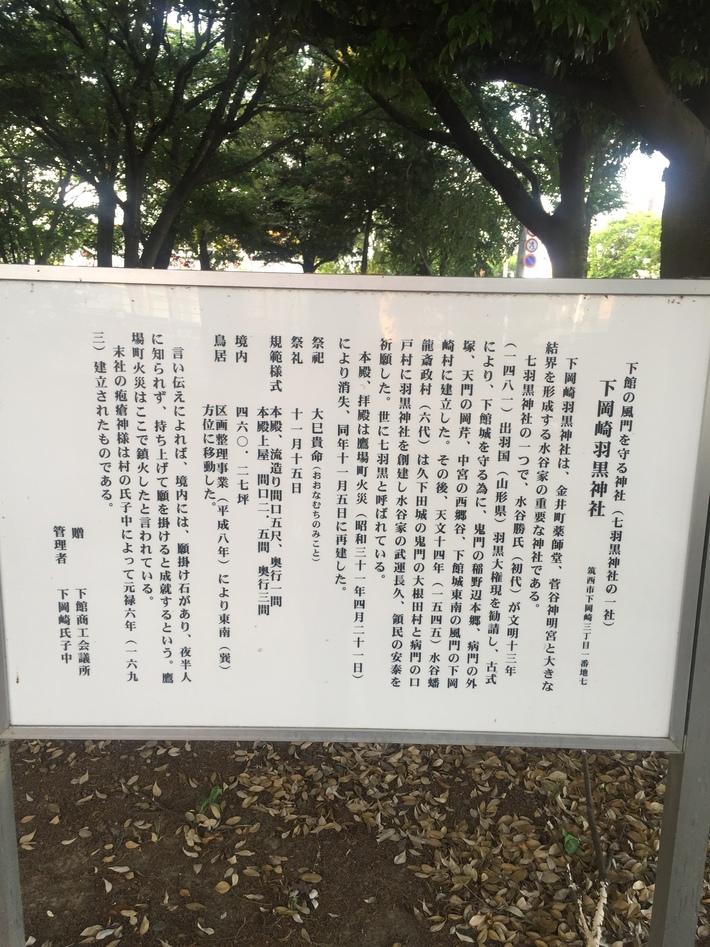 下館の風門を守る神社（七羽黒神社の一社）
下岡崎羽黒神社
筑西市下岡崎三丁目一番地七
下岡崎羽黒神社は、金井町薬師堂、菅谷神明宮と大きな
結界を形成する水谷家の重要な神社である。
七羽黒神社の一つで、水谷勝氏（初代）が文明十三年
（一四八一）出羽国（山形県）羽黒大権現を勧請し、古式
により、下館城を守る為に、鬼門の稲野辺本郷、病門の外
塚、天門の岡芹、中宮の西郷谷、下館城東南の風門の下岡
崎村に建立した。その後、天文十四年（一五四五）水谷蟠
龍斎政村（六代）は久下田城の鬼門の大根田村と病門の口
戸村に羽黒神社を創建し水谷家の武運長久、領民の安泰を
祈願した。世に七羽黒と呼ばれている。
本殿、拝殿は鷹場町火災（昭和三十一年四月二十一日）
により消失、同年十一月五日に再建した。
祭祀　大巳貴命（おおなむちのみこと）
祭礼　十一月十五日
規範様式　本殿、流造り間口五尺、奥行一間
本殿上屋　間口二、五間　奥行三間
境内　四六〇．二七坪
鳥居　区画整理事業（平成八年）により東南（巽）
方位に移動した。
言い伝えによれば、境内には、願掛け石があり、夜半人
に知られず、持ち上げて願を掛けると成就するという。鷹
場町火災はここで鎮火したと言われている。
末社の疱瘡神様は村の氏子中によって元禄六年（一六九
三）建立されたものである。
贈　下館商工会議所
管理者　下岡崎氏子中